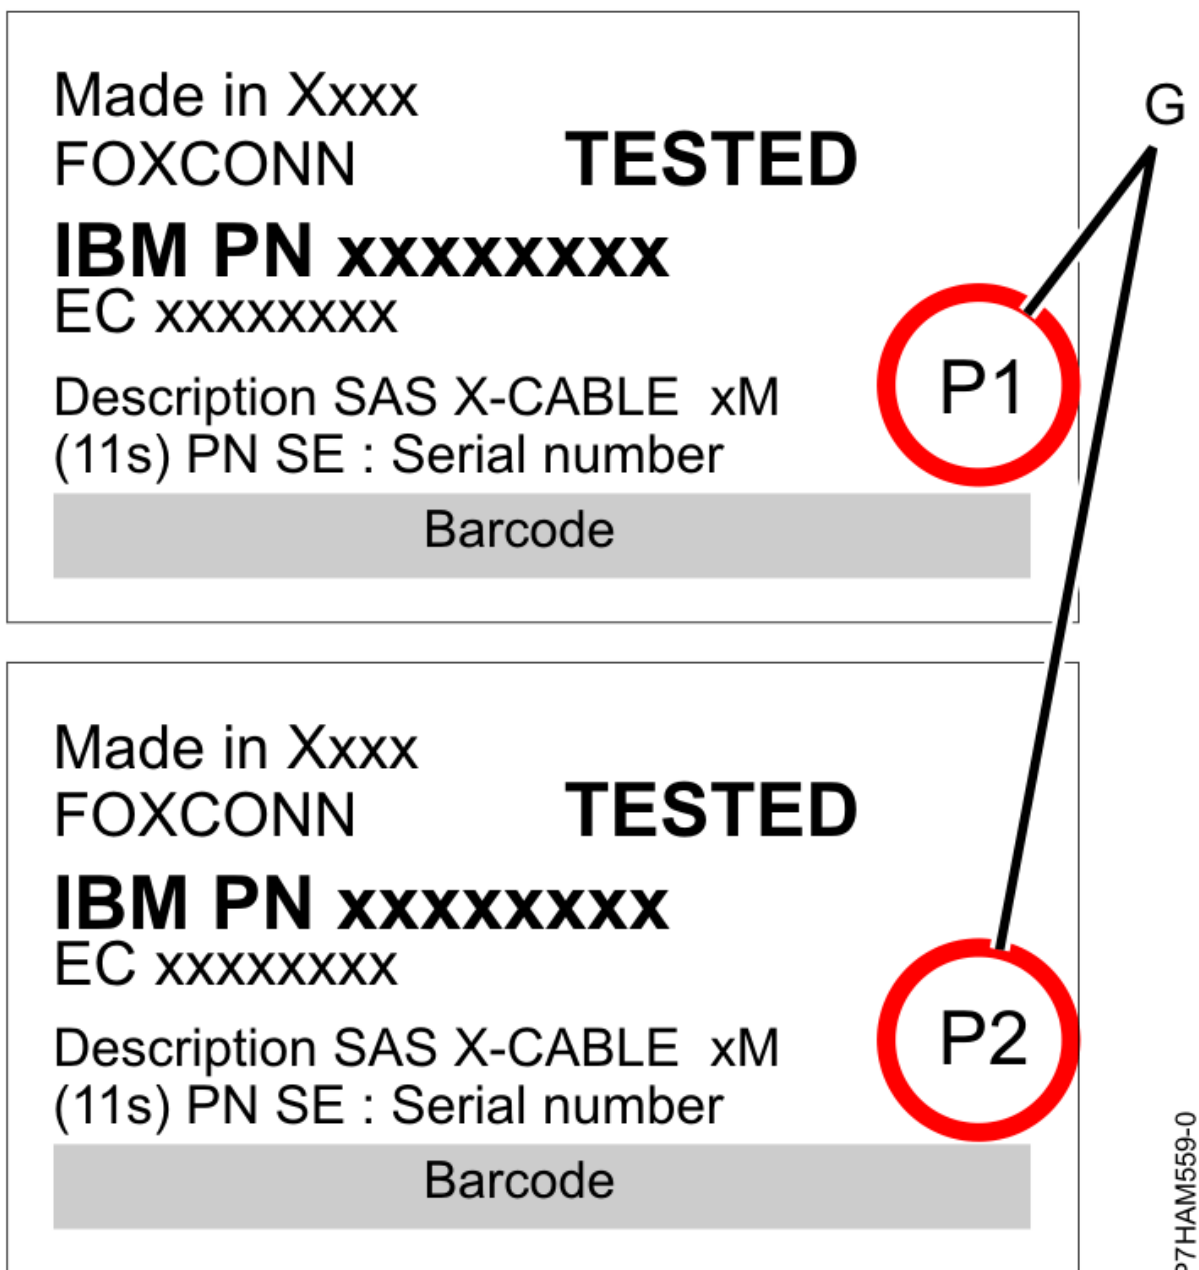 Made in Xxxx
FOXCONN TESTED
IBM PN xxxxxxxx
EC xxxxxxxx
Description SAS X-CABLE xM
(11s) PN SE : Serial number
P1
Barcode
G
Made in Xxxx
FOXCONN TESTED
IBM PN xxxxxxxx
EC xxxxxxxx
Description SAS X-CABLE xM
(11s) PN SE : Serial number
P2
Barcode
P7HAM559-0